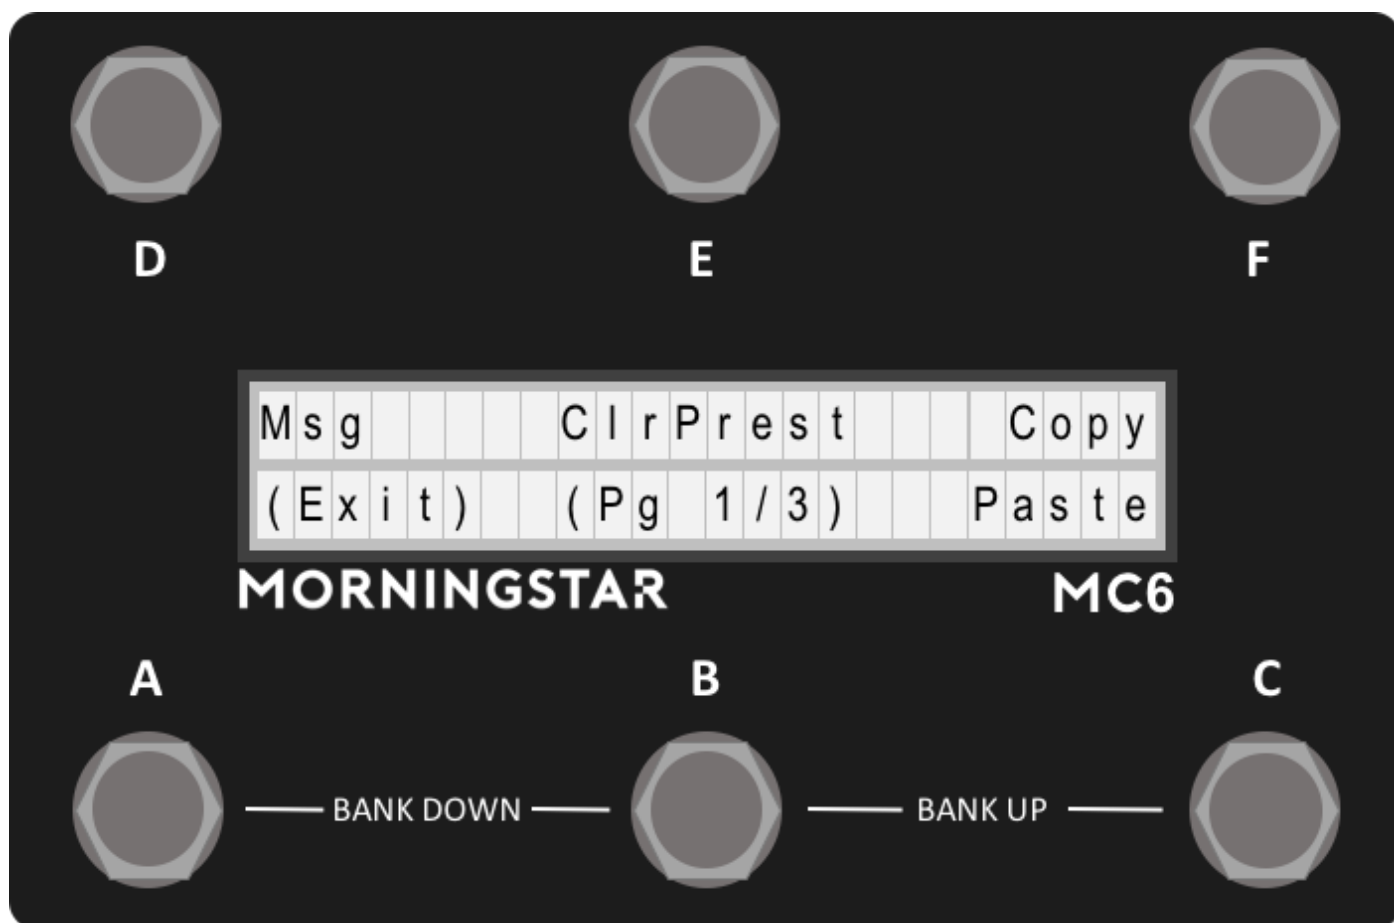 D E F
Msg ClrPrest Copy
(Exit) (Pg 1/3) Paste
MORNINGSTAR MC6
A B C
BANK DOWN BANK UP